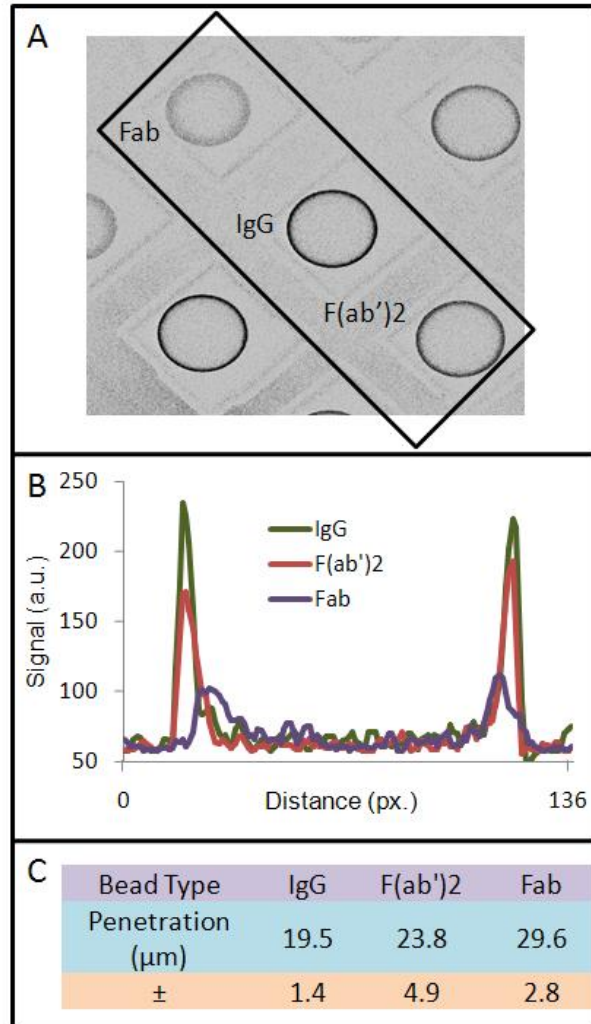 A
Fab
IgG
F(ab')2
B
250
200
150
100
50
Signal (a.u.)
IgG
F(ab')2
Fab
0
Distance (px.)
136
C
Bead Type IgG F(ab')2 Fab
Penetration
(µm) 19.5 23.8 29.6
± 1.4 4.9 2.8